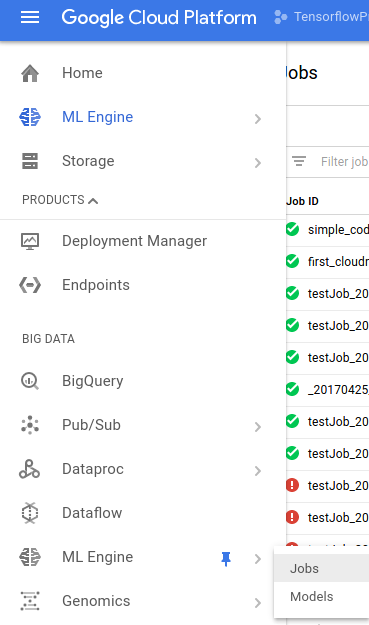 Google Cloud Platform TensorflowP
Home
Jobs
ML Engine
Storage
Filter job
PRODUCTS
Job ID
simple_cod
Deployment Manager
first_cloudr
Endpoints
testJob_20
testJob_20
BIG DATA
testJob_20
BigQuery
_20170425_
Pub/Sub
testJob_20
Dataproc
testJob_20
testJob_20
Dataflow
testJob_20
ML Engine
Jobs
Models
Genomics